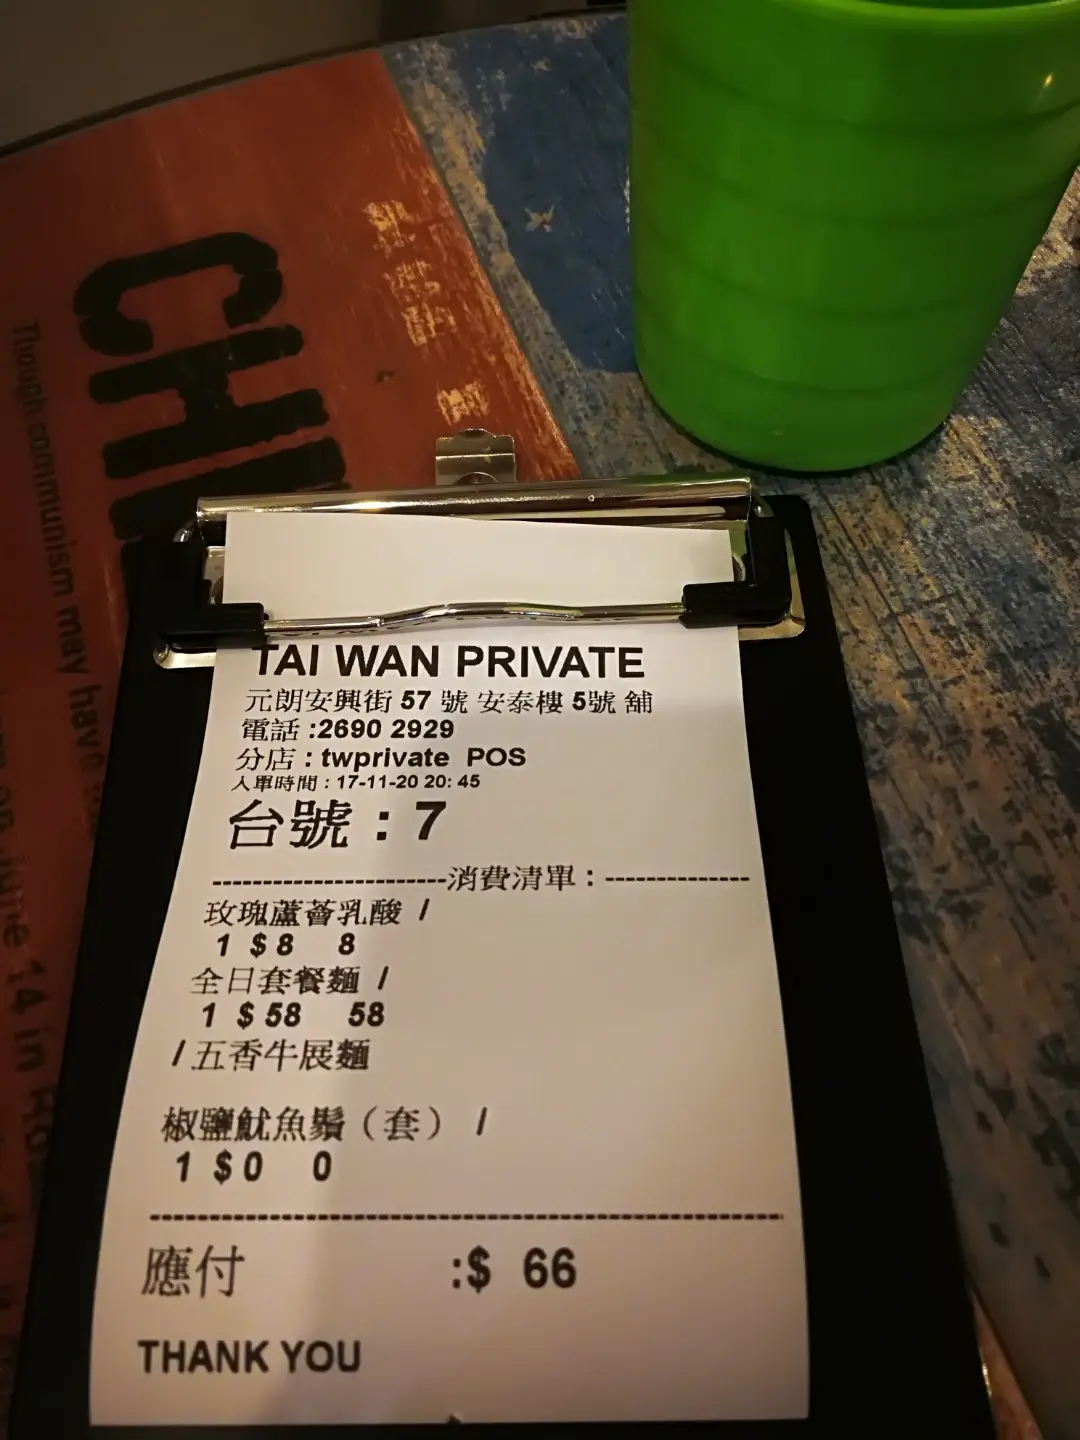 CHI
Though communism may have
June 14 in
TAI WAN PRIVATE
元朗安興街 57 號 安泰樓 5號 舖
電話 :2690 2929
分店 : twprivate POS
入單時間 : 17-11-20 20: 45
台號 : 7
-----------------------消費清單 : --------------
玫瑰蘆薈乳酸 /
1 $ 8 8
全日套餐麵 /
1 $ 58 58
/ 五香牛展麵
椒鹽魷魚鬚（套） /
1 $ 0 0
應付 :$ 66
THANK YOU